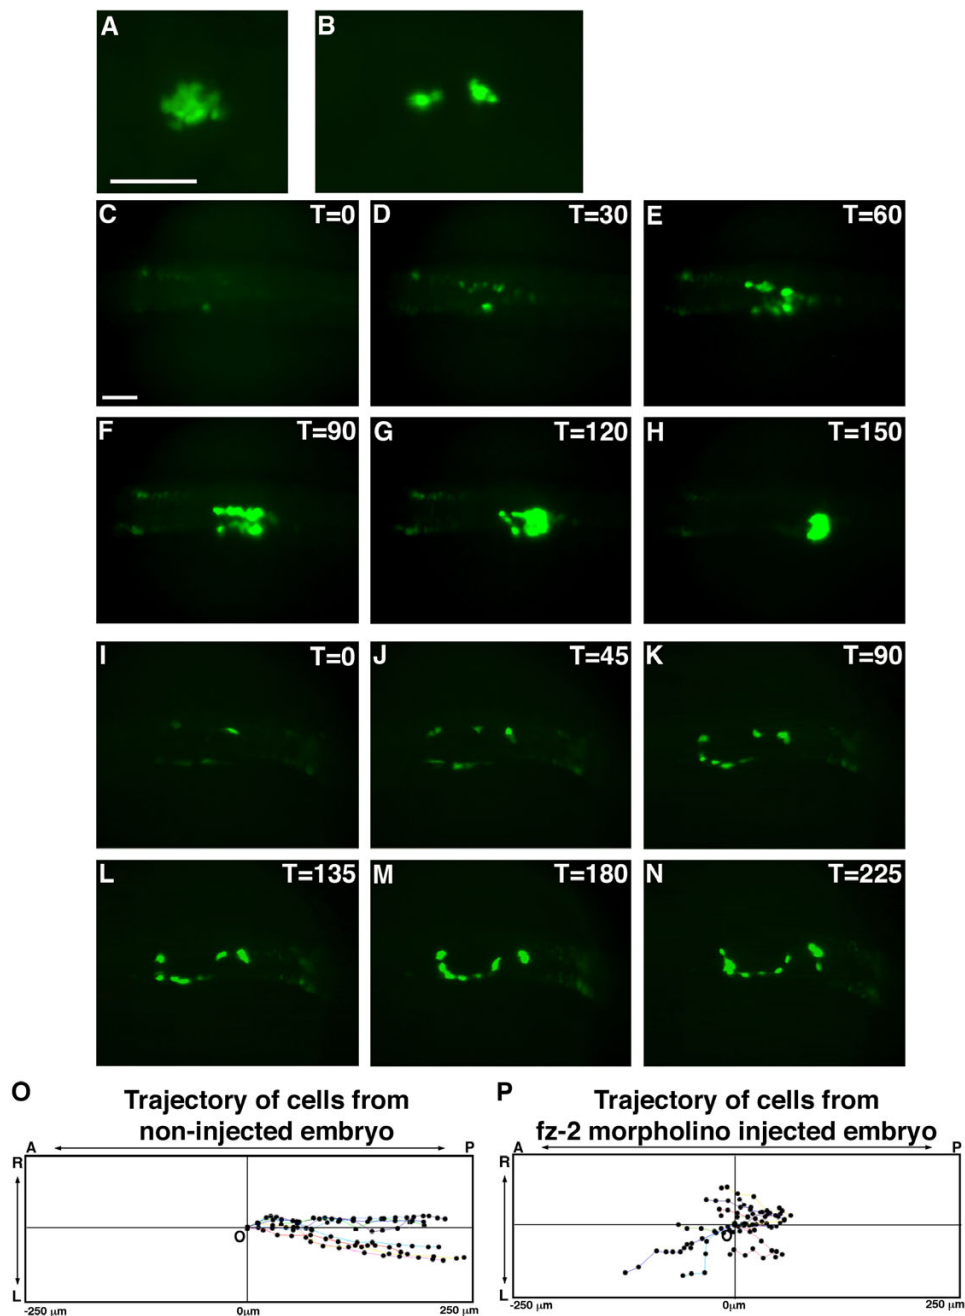 A
B
C T=0
D T=30
E T=60
F T=90
G T=120
H T=150
I T=0
J T=45
K T=90
L T=135
M T=180
N T=225
O Trajectory of cells from
non-injected embryo
A P
R
O
L
-250 µm 0µm 250 µm
P Trajectory of cells from
fz-2 morpholino injected embryo
A P
R
O
L
-250 µm 0µm 250 µm